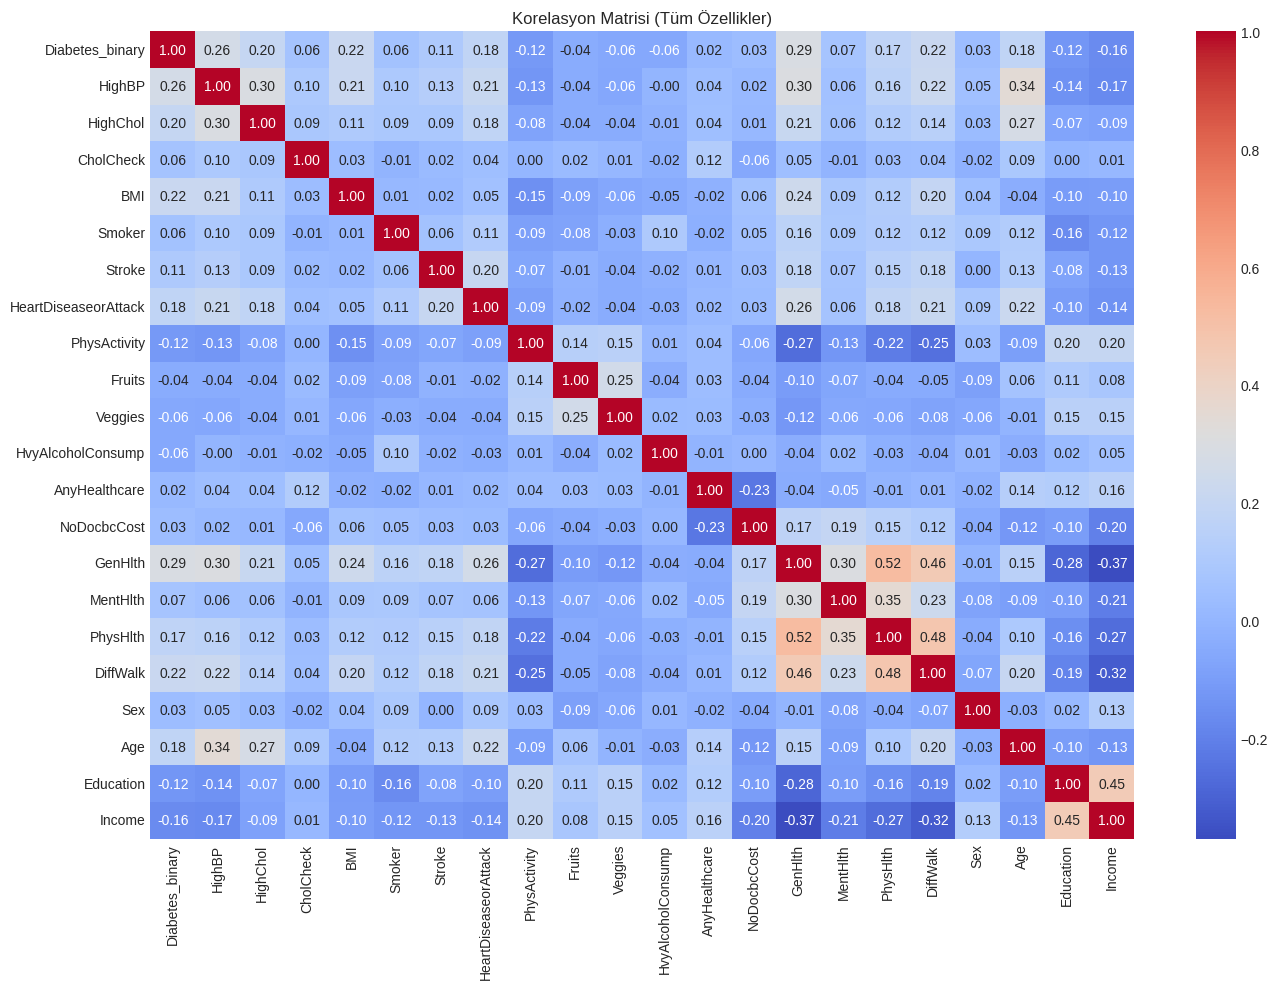 Korelasyon Matrisi (Tüm Özellikler)
Diabetes_binary 1.00 0.26 0.20 0.06 0.22 0.06 0.11 0.18 -0.12 -0.04 -0.06 -0.06 0.02 0.03 0.29 0.07 0.17 0.22 0.03 0.18 -0.12 -0.16
HighBP 0.26 1.00 0.30 0.10 0.21 0.10 0.13 0.21 -0.13 -0.04 -0.06 -0.00 0.04 0.02 0.30 0.06 0.16 0.22 0.05 0.34 -0.14 -0.17
HighChol 0.20 0.30 1.00 0.09 0.11 0.09 0.09 0.18 -0.08 -0.04 -0.04 -0.01 0.04 0.01 0.21 0.06 0.12 0.14 0.03 0.27 -0.07 -0.09
CholCheck 0.06 0.10 0.09 1.00 0.03 -0.01 0.02 0.04 0.00 0.02 0.01 -0.02 0.12 -0.06 0.05 -0.01 0.03 0.04 -0.02 0.09 0.00 0.01
BMI 0.22 0.21 0.11 0.03 1.00 0.01 0.02 0.05 -0.15 -0.09 -0.06 -0.05 -0.02 0.06 0.24 0.09 0.12 0.20 0.04 -0.04 -0.10 -0.10
Smoker 0.06 0.10 0.09 -0.01 0.01 1.00 0.06 0.11 -0.09 -0.08 -0.03 0.10 -0.02 0.05 0.16 0.09 0.12 0.12 0.09 0.12 -0.16 -0.12
Stroke 0.11 0.13 0.09 0.02 0.02 0.06 1.00 0.20 -0.07 -0.01 -0.04 -0.02 0.01 0.03 0.18 0.07 0.15 0.18 0.00 0.13 -0.08 -0.13
HeartDiseaseorAttack 0.18 0.21 0.18 0.04 0.05 0.11 0.20 1.00 -0.09 -0.02 -0.04 -0.03 0.02 0.03 0.26 0.06 0.18 0.21 0.09 0.22 -0.10 -0.14
PhysActivity -0.12 -0.13 -0.08 0.00 -0.15 -0.09 -0.07 -0.09 1.00 0.14 0.15 0.01 0.04 -0.06 -0.27 -0.13 -0.22 -0.25 0.03 -0.09 0.20 0.20
Fruits -0.04 -0.04 -0.04 0.02 -0.09 -0.08 -0.01 -0.02 0.14 1.00 0.25 -0.04 0.03 -0.04 -0.10 -0.07 -0.04 -0.05 -0.09 0.06 0.11 0.08
Veggies -0.06 -0.06 -0.04 0.01 -0.06 -0.03 -0.04 -0.04 0.15 0.25 1.00 0.02 0.03 -0.03 -0.12 -0.06 -0.06 -0.08 -0.06 -0.01 0.15 0.15
HvyAlcoholConsump -0.06 -0.00 -0.01 -0.02 -0.05 0.10 -0.02 -0.03 0.01 -0.04 0.02 1.00 -0.01 0.00 -0.04 0.02 -0.03 -0.04 0.01 -0.03 0.02 0.05
AnyHealthcare 0.02 0.04 0.04 0.12 -0.02 -0.02 0.01 0.02 0.04 0.03 0.03 -0.01 1.00 -0.23 -0.04 -0.05 -0.01 0.01 -0.02 0.14 0.12 0.16
NoDocbcCost 0.03 0.02 0.01 -0.06 0.06 0.05 0.03 0.03 -0.06 -0.04 -0.03 0.00 -0.23 1.00 0.17 0.19 0.15 0.12 -0.04 -0.12 -0.10 -0.20
GenHlth 0.29 0.30 0.21 0.05 0.24 0.16 0.18 0.26 -0.27 -0.10 -0.12 -0.04 -0.04 0.17 1.00 0.30 0.52 0.46 -0.01 0.15 -0.28 -0.37
MentHlth 0.07 0.06 0.06 -0.01 0.09 0.09 0.07 0.06 -0.13 -0.07 -0.06 0.02 -0.05 0.19 0.30 1.00 0.35 0.23 -0.08 -0.09 -0.10 -0.21
PhysHlth 0.17 0.16 0.12 0.03 0.12 0.12 0.15 0.18 -0.22 -0.04 -0.06 -0.03 -0.01 0.15 0.52 0.35 1.00 0.48 -0.04 0.10 -0.16 -0.27
DiffWalk 0.22 0.22 0.14 0.04 0.20 0.12 0.18 0.21 -0.25 -0.05 -0.08 -0.04 0.01 0.12 0.46 0.23 0.48 1.00 -0.07 0.20 -0.19 -0.32
Sex 0.03 0.05 0.03 -0.02 0.04 0.09 0.00 0.09 0.03 -0.09 -0.06 0.01 -0.02 -0.04 -0.01 -0.08 -0.04 -0.07 1.00 -0.03 0.02 0.13
Age 0.18 0.34 0.27 0.09 -0.04 0.12 0.13 0.22 -0.09 0.06 -0.01 -0.03 0.14 -0.12 0.15 -0.09 0.10 0.20 -0.03 1.00 -0.10 -0.13
Education -0.12 -0.14 -0.07 0.00 -0.10 -0.16 -0.08 -0.10 0.20 0.11 0.15 0.02 0.12 -0.10 -0.28 -0.10 -0.16 -0.19 0.02 -0.10 1.00 0.45
Income -0.16 -0.17 -0.09 0.01 -0.10 -0.12 -0.13 -0.14 0.20 0.08 0.15 0.05 0.16 -0.20 -0.37 -0.21 -0.27 -0.32 0.13 -0.13 0.45 1.00
Diabetes_binary
HighBP
HighChol
CholCheck
BMI
Smoker
Stroke
HeartDiseaseorAttack
PhysActivity
Fruits
Veggies
HvyAlcoholConsump
AnyHealthcare
NoDocbcCost
GenHlth
MentHlth
PhysHlth
DiffWalk
Sex
Age
Education
Income
1.0
0.8
0.6
0.4
0.2
0.0
−0.2